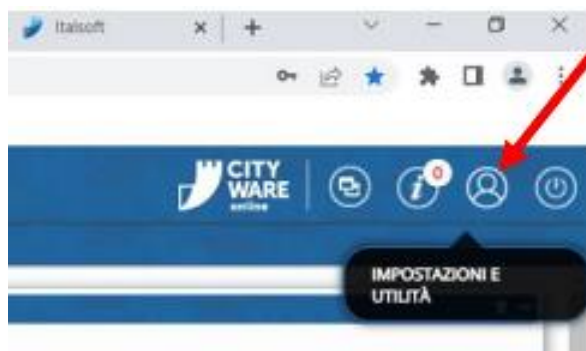 Italsoft
CITY
WARE
online
i
0
IMPOSTAZIONI E
UTILITÀ